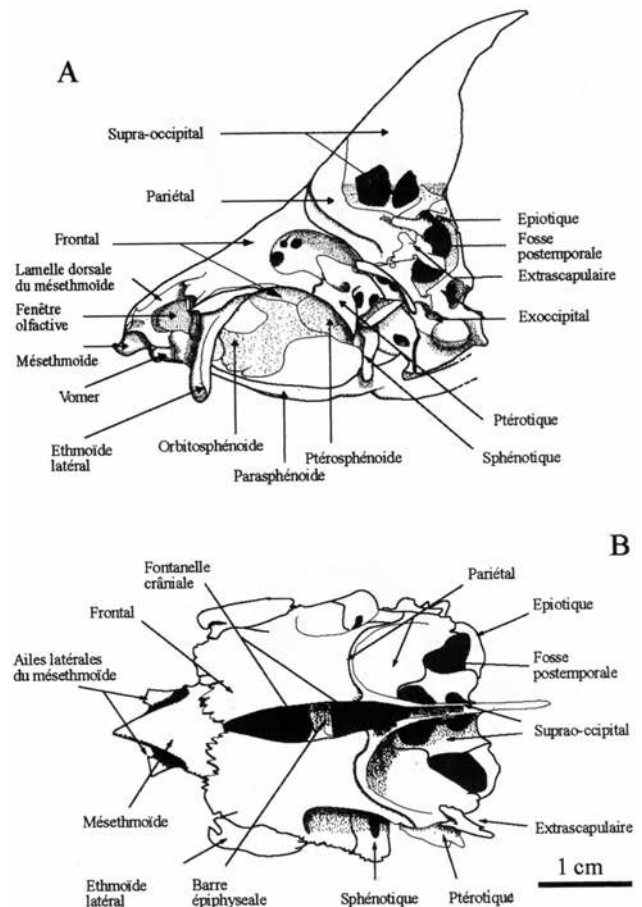 A
Supra-occipital
Pariétal
Frontal
Lamelle dorsale
du mésethmoïde
Fenêtre
olfactive
Mésethmoïde
Vomer
Ethmoïde
latéral
Orbitosphénoïde
Parasphénoïde
Ptérosphénoïde
Epiotique
Fosse
postemporale
Extrascapulaire
Exoccipital
Ptérotique
Sphénotique
B
Fontanelle
crâniale
Frontal
Ailes latérales
du mésethmoïde
Mésethmoïde
Ethmoïde
latéral
Barre
épiphyseale
Sphénotique
Ptérotique
Pariétal
Epiotique
Fosse
postemporale
Suprao-ccipital
Extrascapulaire
1 cm